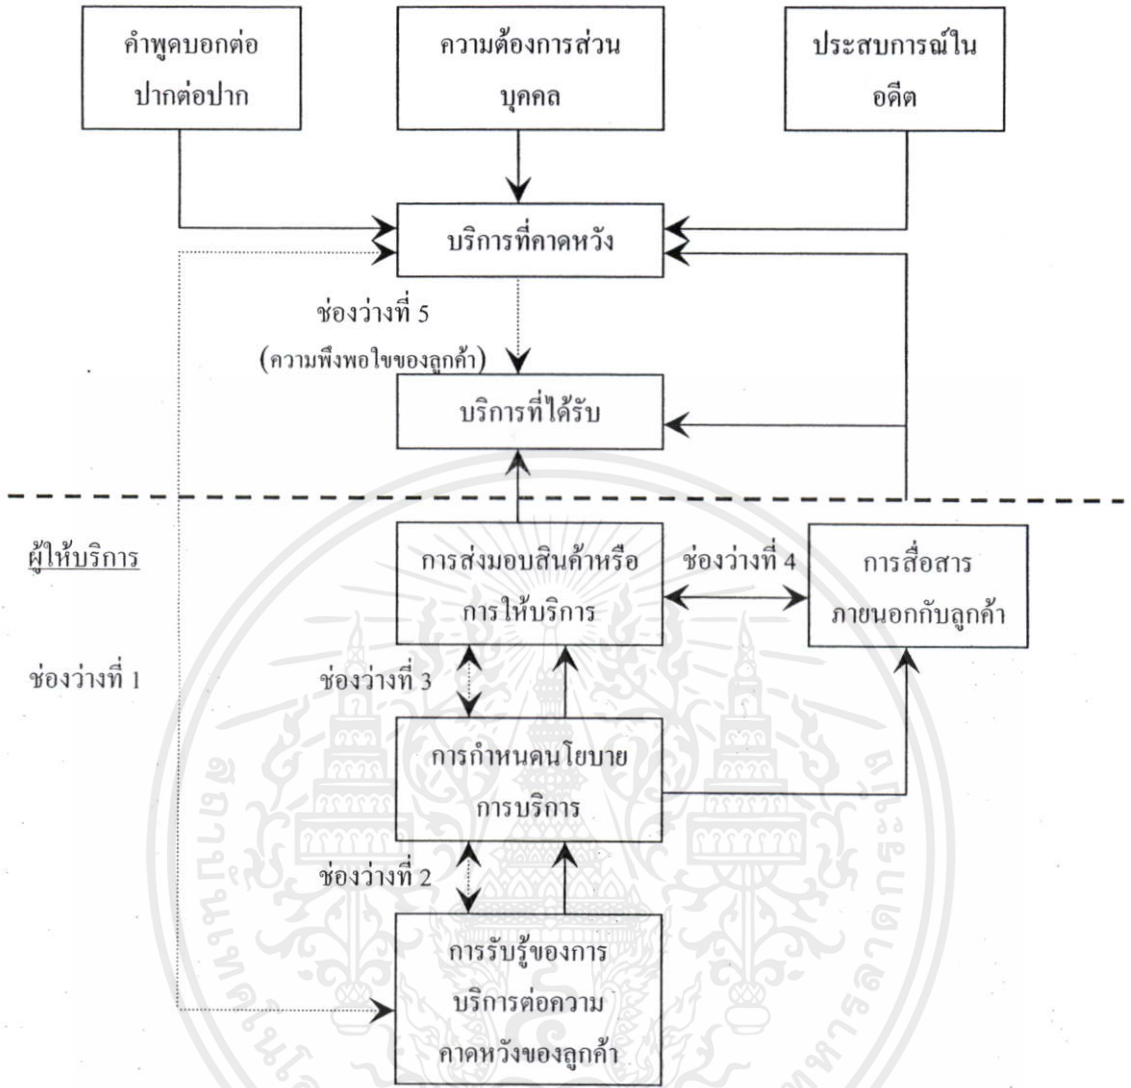 คำพูดบอกต่อ
ปากต่อปาก
ความต้องการส่วน
บุคคล
ประสบการณ์ใน
อดีต
บริการที่คาดหวัง
ช่องว่างที่ 5
(ความพึงพอใขของลูกค้า)
บริการที่ได้รับ
ผู้ให้บริการ
การส่งมอบสินค้าหรือ
การให้บริการ
ช่องว่างที่ 4
การสื่อสาร
ภายนอกกับลูกค้า
ช่องว่างที่ 1
ช่องว่างที่ 3
การกำหนดนโยบาย
การบริการ
ช่องว่างที่ 2
การรับรู้ของการ
บริการต่อความ
คาดหวังของลูกค้า